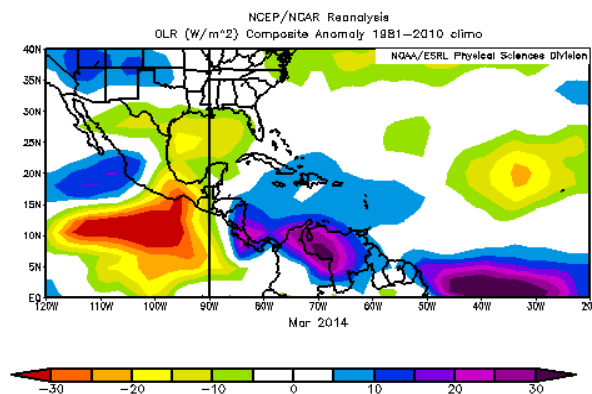 NCEP/NCAR Reanalysis
OLR (W/m^2) Composite Anomaly 1981-2010 climo
NOAA/ESRL Physical Sciences Division
40N
35N
30N
25N
20N
15N
10N
5N
EQ
120W 110W 100W 90W 80W 70W 60W 50W 40W 30W 20
Mar 2014
-30 -20 -10 0 10 20 30